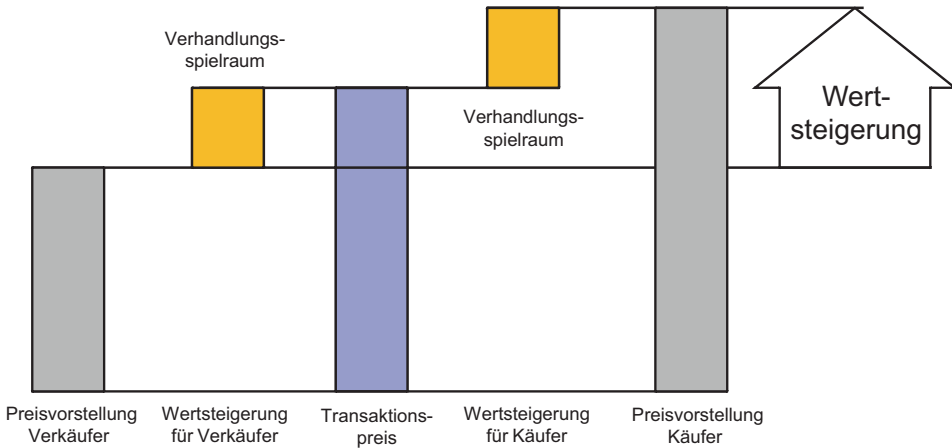 Verhandlungs-
spielraum
Verhandlungs-
spielraum
Wert-
steigerung
Preisvorstellung
Verkäufer
Wertsteigerung
für Verkäufer
Transaktions-
preis
Wertsteigerung
für Käufer
Preisvorstellung
Käufer